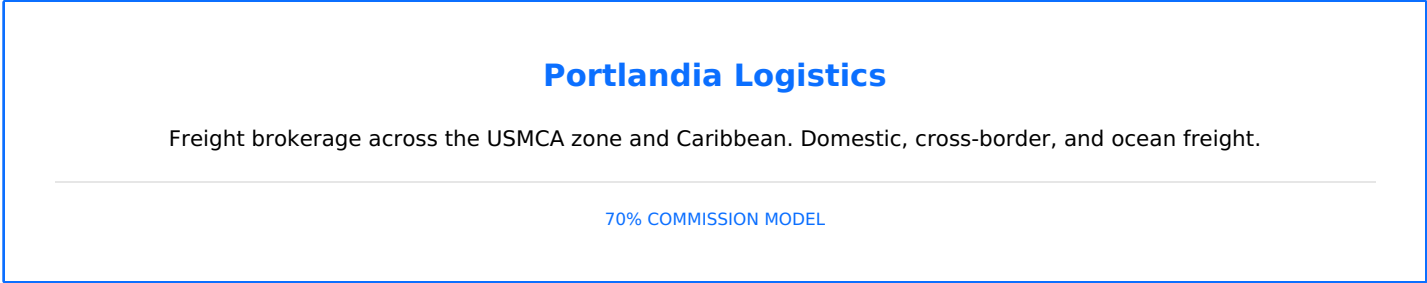 Portlandia Logistics
Freight brokerage across the USMCA zone and Caribbean. Domestic, cross-border, and ocean freight.
70% COMMISSION MODEL